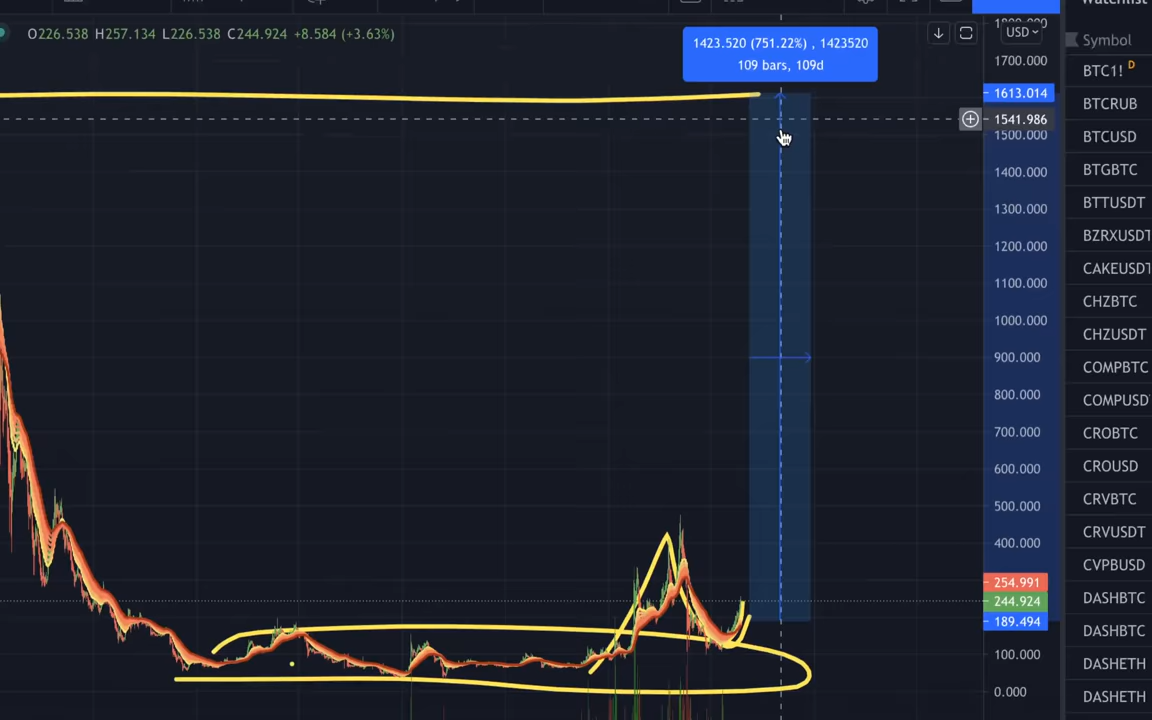 O226.538 H257.134 L226.538 C244.924 +8.584 (+3.63%)
1423.520 (751.22%) , 1423520
109 bars, 109d
USD
1700.000
1613.014
1541.986
1500.000
1400.000
1300.000
1200.000
1100.000
1000.000
900.000
800.000
700.000
600.000
500.000
400.000
254.991
244.924
189.494
100.000
0.000
Watchlist
Symbol
BTC1! D
BTCRUB
BTCUSD
BTGBTC
BTTUSDT
BZRXUSDT
CAKEUSDT
CHZBTC
CHZUSDT
COMPBTC
COMPUSD
CROBTC
CROUSD
CRVBTC
CRVUSDT
CVPBUSD
DASHBTC
DASHBTC
DASHETH
DASHETH